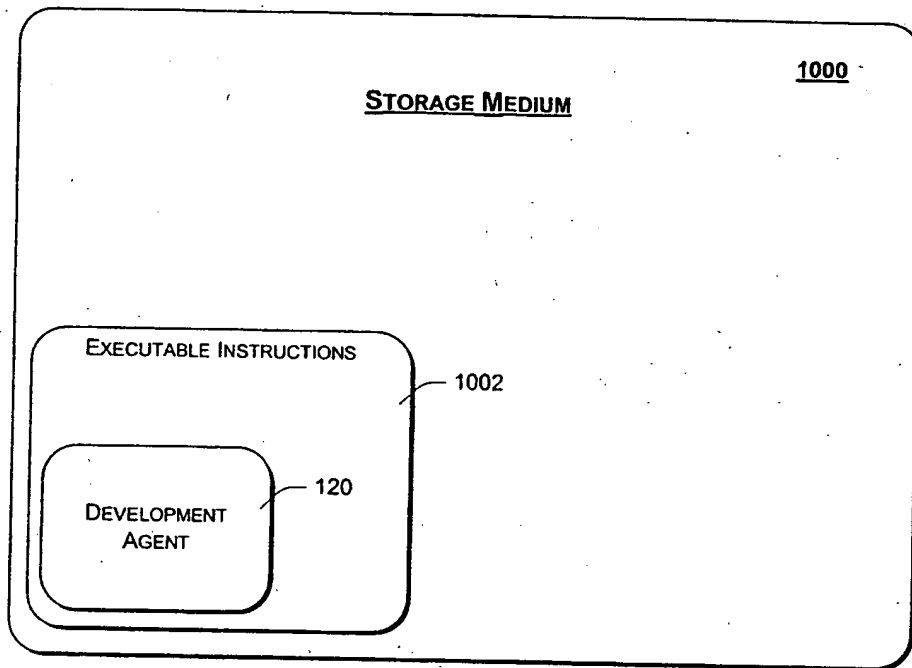 1000
STORAGE MEDIUM
EXECUTABLE INSTRUCTIONS
1002
120
DEVELOPMENT
AGENT